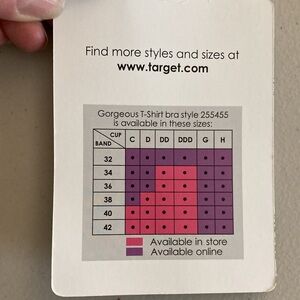 Find more styles and sizes at
www.target.com
Gorgeous T-Shirt bra style 255455
is available in these sizes:
CUP C D DD DDD G H
BAND
32
34
36
38
40
42
Available in store
Available online